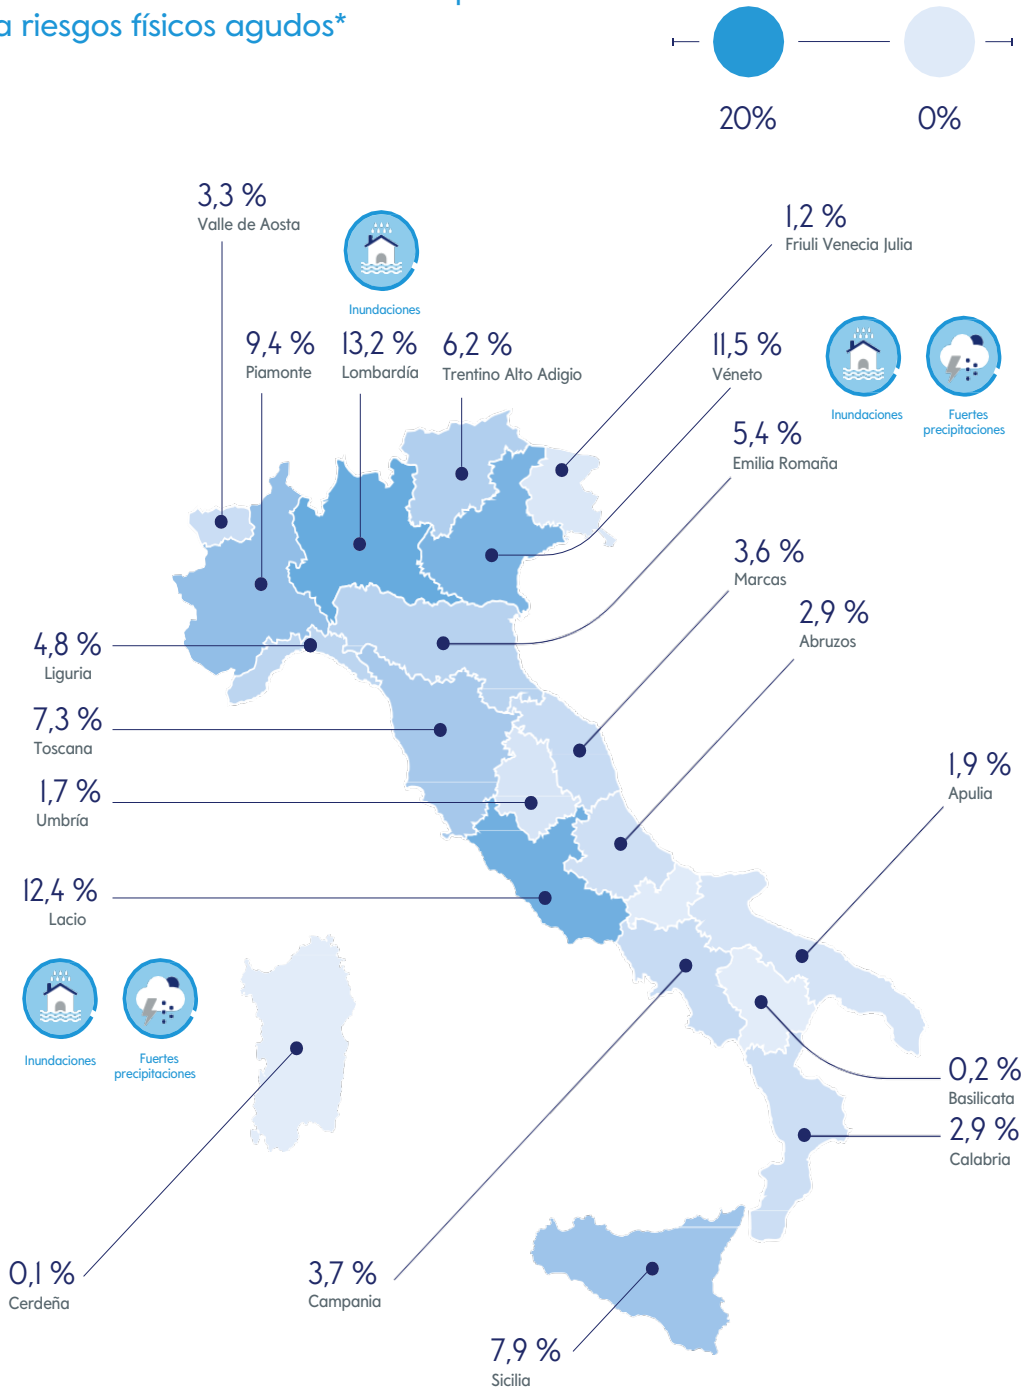 a riesgos físicos agudos*
20%
0%
3,3 %
Valle de Aosta
1,2 %
Friuli Venecia Julia
Inundaciones
9,4 %
Piamonte
13,2 %
Lombardía
6,2 %
Trentino Alto Adigio
11,5 %
Véneto
Inundaciones
Fuertes
precipitaciones
5,4 %
Emilia Romaña
3,6 %
Marcas
2,9 %
Abruzos
4,8 %
Liguria
7,3 %
Toscana
1,7 %
Umbría
1,9 %
Apulia
12,4 %
Lacio
Inundaciones
Fuertes
precipitaciones
0,2 %
Basilicata
2,9 %
Calabria
0,1 %
Cerdeña
3,7 %
Campania
7,9 %
Sicilia